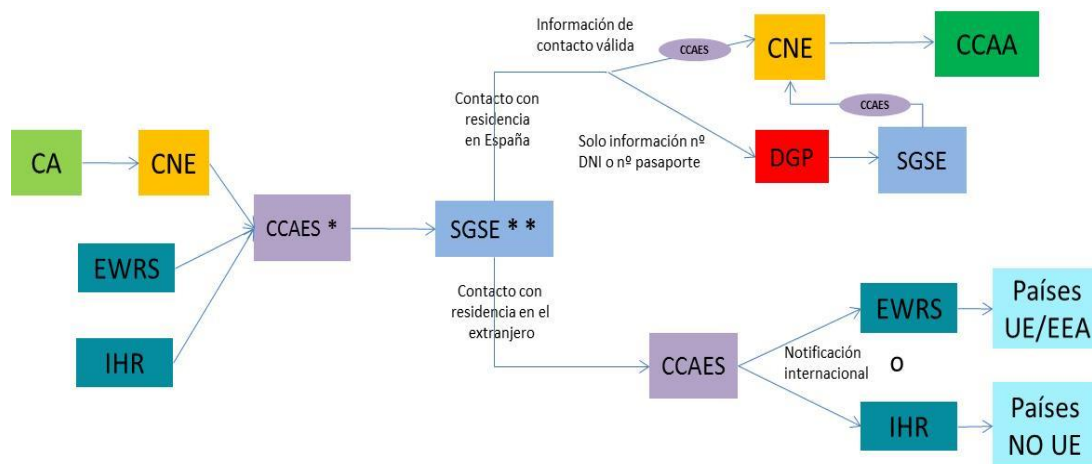 Información de
contacto válida
CCAES
CNE
CCAA
Contacto con
residencia
en España
CCAES
Solo información nº
DNI o nº pasaporte
DGP
SGSE
CA
CNE
CCAES *
SGSE * *
EWRS
IHR
Contacto con
residencia en el
extranjero
CCAES
Notificación
internacional
EWRS
o
IHR
Países
UE/EEA
Países
NO UE